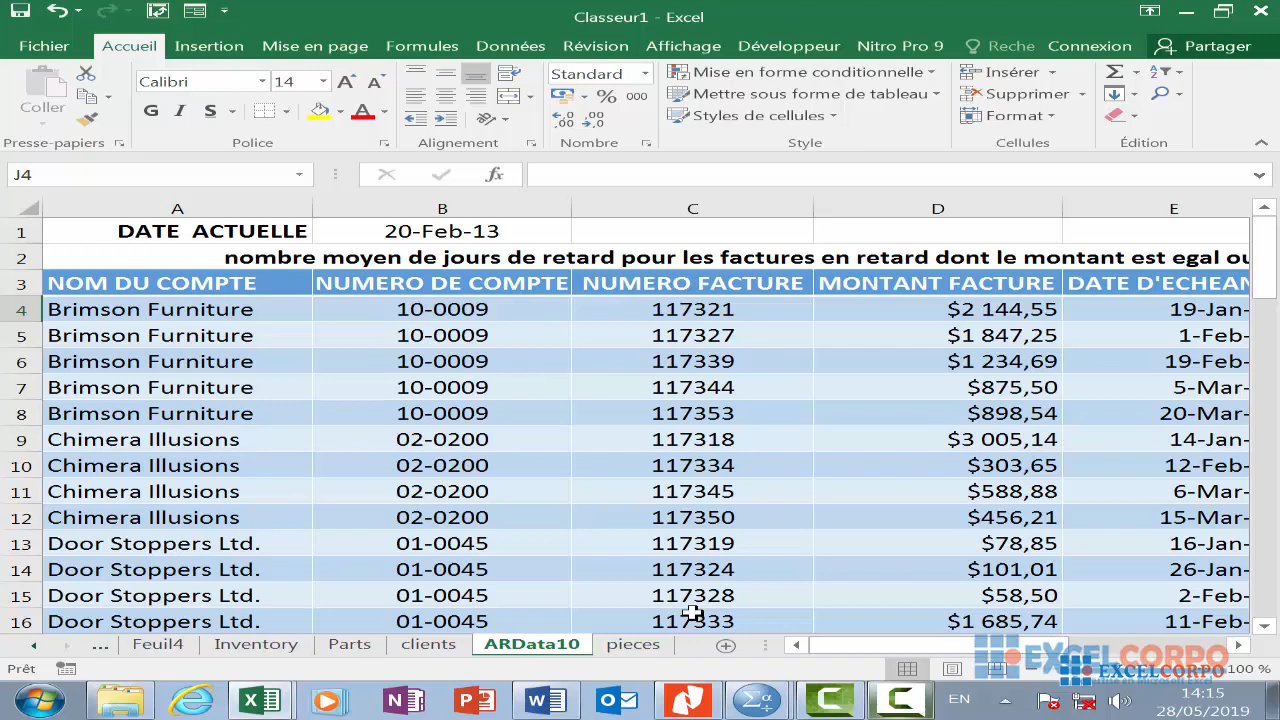 Classeur1 - Excel
Fichier Accueil Insertion Mise en page Formules Données Révision Affichage Développeur Nitro Pro 9 Reche Connexion Partager
Coller Calibri 14 Standard Mise en forme conditionnelle Insérer
Mettre sous forme de tableau Supprimer
G I S A % 000 Styles de cellules Format
Presse-papiers Police Alignement Nombre Style Cellules Édition
J4 fx
A B C D E
1 DATE ACTUELLE 20-Feb-13
2 nombre moyen de jours de retard pour les factures en retard dont le montant est egal ou
3 NOM DU COMPTE NUMERO DE COMPTE NUMERO FACTURE MONTANT FACTURE DATE D'ECHEAN
4 Brimson Furniture 10-0009 117321 $2 144,55 19-Jan-
5 Brimson Furniture 10-0009 117327 $1 847,25 1-Feb-
6 Brimson Furniture 10-0009 117339 $1 234,69 19-Feb-
7 Brimson Furniture 10-0009 117344 $875,50 5-Mar-
8 Brimson Furniture 10-0009 117353 $898,54 20-Mar-
9 Chimera Illusions 02-0200 117318 $3 005,14 14-Jan-
10 Chimera Illusions 02-0200 117334 $303,65 12-Feb-
11 Chimera Illusions 02-0200 117345 $588,88 6-Mar-
12 Chimera Illusions 02-0200 117350 $456,21 15-Mar-
13 Door Stoppers Ltd. 01-0045 117319 $78,85 16-Jan-
14 Door Stoppers Ltd. 01-0045 117324 $101,01 26-Jan-
15 Door Stoppers Ltd. 01-0045 117328 $58,50 2-Feb-
16 Door Stoppers Ltd. 01-0045 117333 $1 685,74 11-Feb-
... Feuil4 Inventory Parts clients ARData10 pieces
EXCELCORPO
Prêt EXCELCORPO 100 %
EN 14:15
28/05/2019